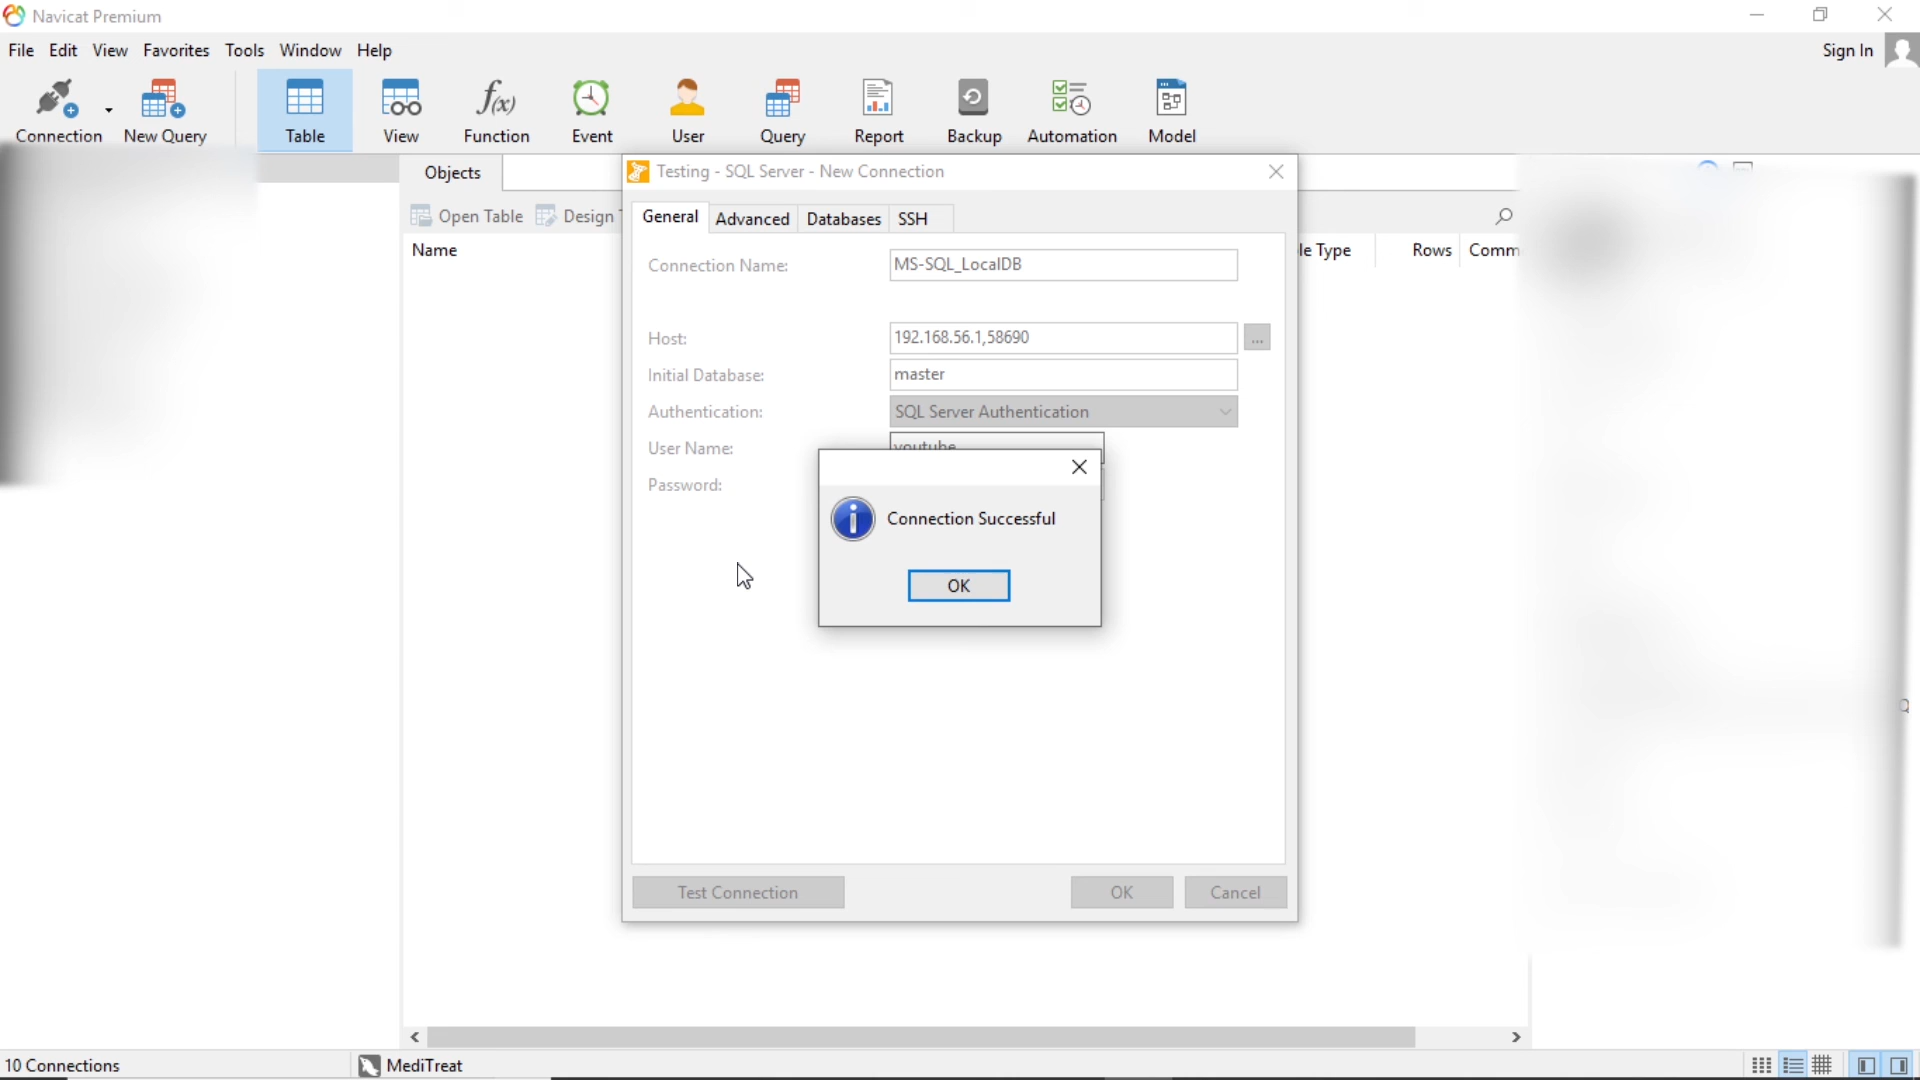 Navicat Premium
File Edit View Favorites Tools Window Help Sign In
Connection New Query Table View Function Event User Query Report Backup Automation Model
Objects
Testing - SQL Server - New Connection
Open Table Design
General Advanced Databases SSH
Name
le Type Rows Comm
Connection Name: MS-SQL_LocalDB
Host: 192.168.56.1,58690 ...
Initial Database: master
Authentication: SQL Server Authentication
User Name: youtube
Password:
Connection Successful
OK
Test Connection OK Cancel
10 Connections MediTreat